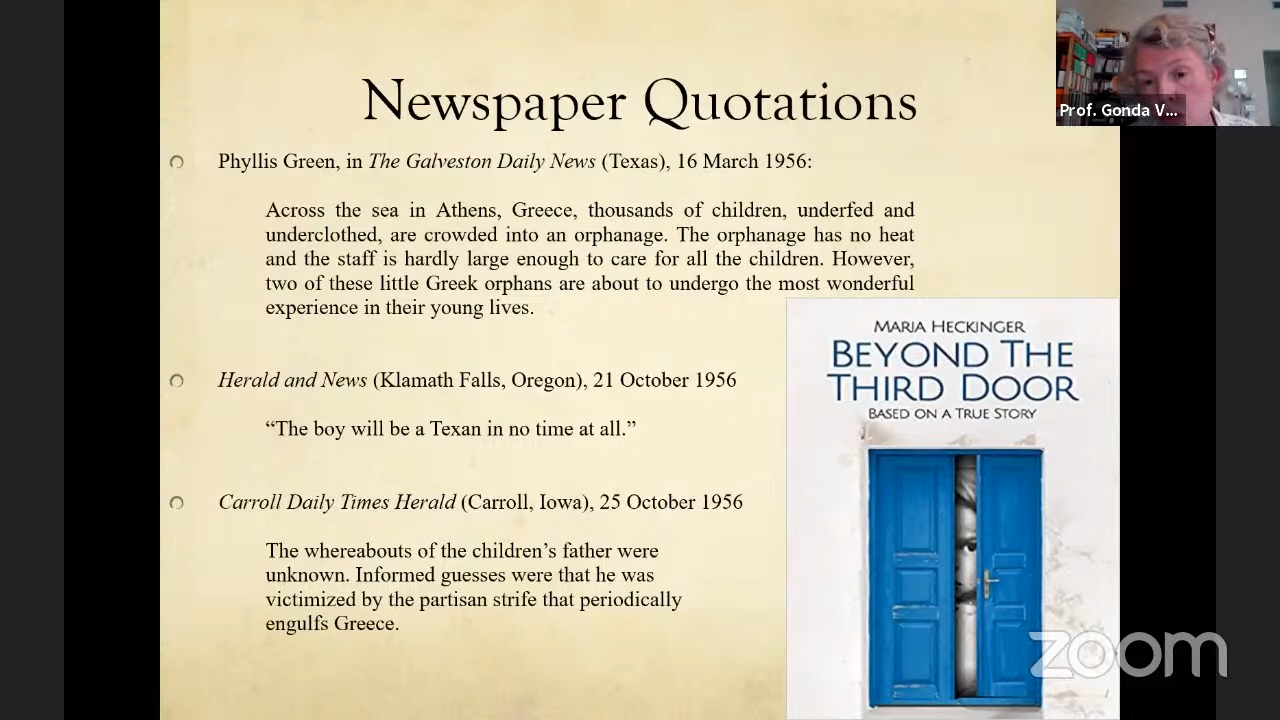 Newspaper Quotations
Prof. Gonda V...
Phyllis Green, in The Galveston Daily News (Texas), 16 March 1956:
Across the sea in Athens, Greece, thousands of children, underfed and
underclothed, are crowded into an orphanage. The orphanage has no heat
and the staff is hardly large enough to care for all the children. However,
two of these little Greek orphans are about to undergo the most wonderful
experience in their young lives.
Herald and News (Klamath Falls, Oregon), 21 October 1956
“The boy will be a Texan in no time at all.”
Carroll Daily Times Herald (Carroll, Iowa), 25 October 1956
The whereabouts of the children’s father were
unknown. Informed guesses were that he was
victimized by the partisan strife that periodically
engulfs Greece.
MARIA HECKINGER
BEYOND THE
THIRD DOOR
BASED ON A TRUE STORY
zoom